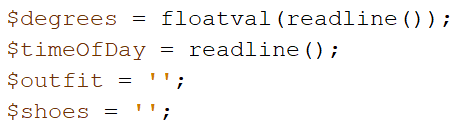 $degrees = floatval(readline());
$timeOfDay = readline();
$outfit = '';
$shoes = '';